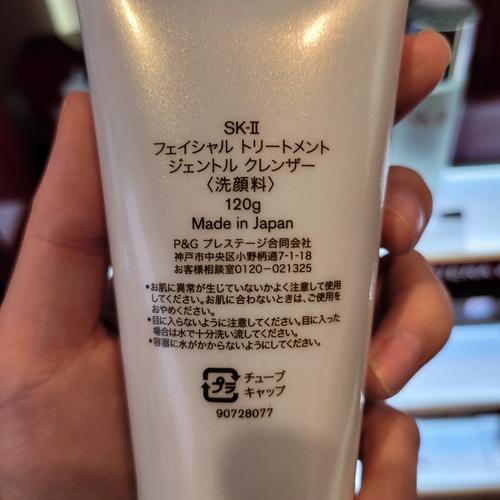 SK-II
フェイシャル トリートメント
ジェントル クレンザー
〈洗顔料〉
120g
Made in Japan
P&G プレステージ合同会社
神戸市中央区小野柄通7-1-18
お客様相談室0120-021325
*お肌に異常が生じていないかよく注意して使用
してください。お肌に合わないときは、ご使用を
おやめください。
*目に入らないように注意してください。目に入った
場合は水で十分洗い流してください。
*容器に水がかからないようにしてください。
プラ
チューブ
キャップ
90728077